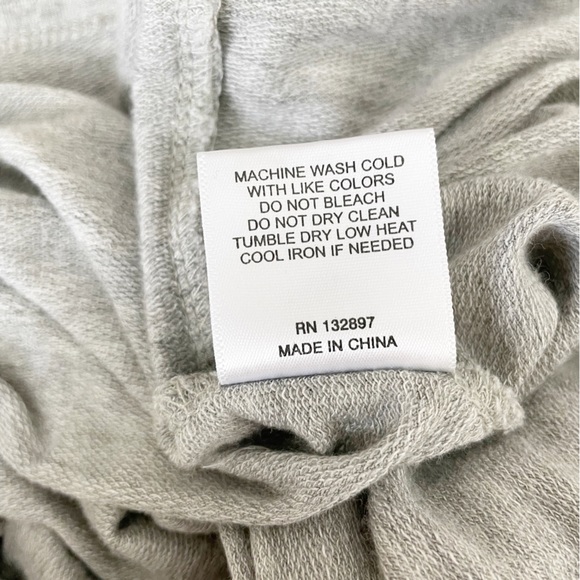 MACHINE WASH COLD
WITH LIKE COLORS
DO NOT BLEACH
DO NOT DRY CLEAN
TUMBLE DRY LOW HEAT
COOL IRON IF NEEDED
RN 132897
MADE IN CHINA